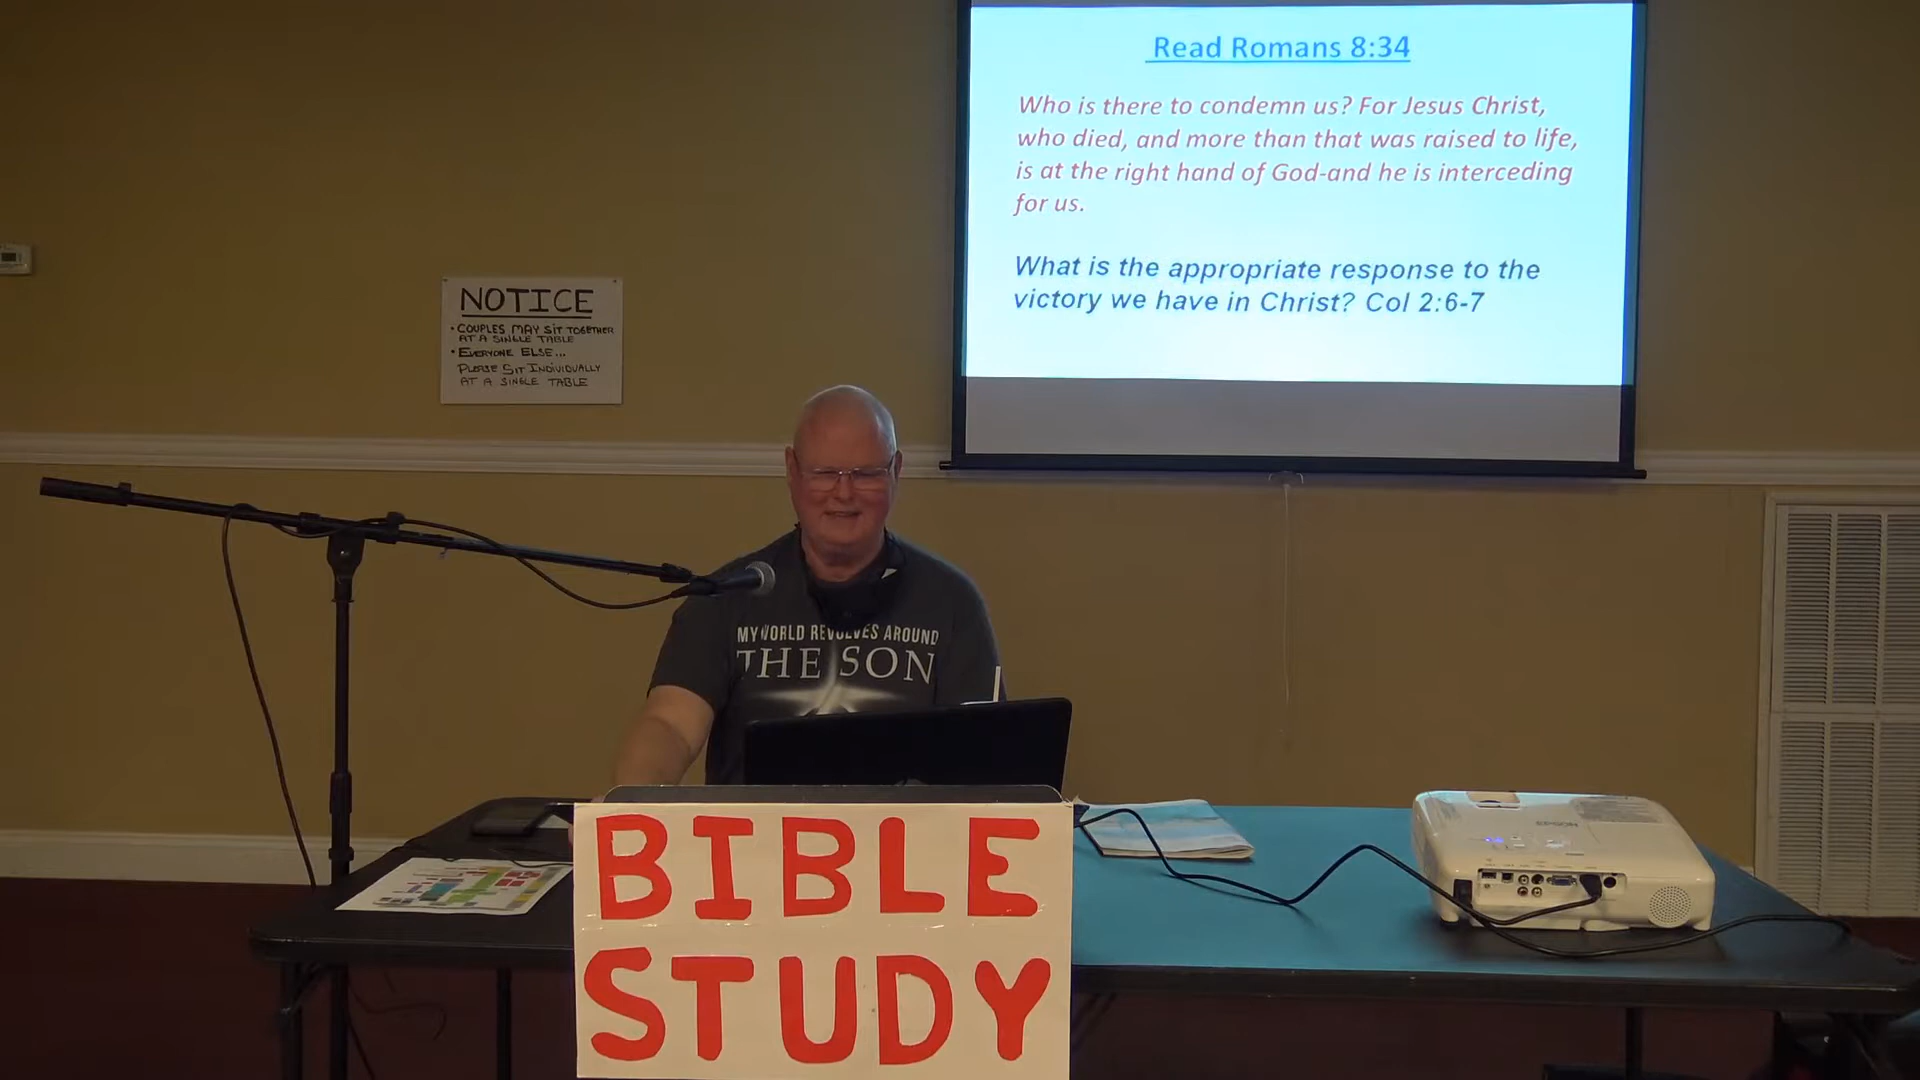 Read Romans 8:34
Who is there to condemn us? For Jesus Christ,
who died, and more than that was raised to life,
is at the right hand of God-and he is interceding
for us.
What is the appropriate response to the
victory we have in Christ? Col 2:6-7
NOTICE
• COUPLES MAY SIT TOGETHER
AT A SINGLE TABLE
• EVERYONE ELSE...
PLEASE SIT INDIVIDUALLY
AT A SINGLE TABLE
MY WORLD REVOLVES AROUND
THE SON
EPSON
BIBLE
STUDY